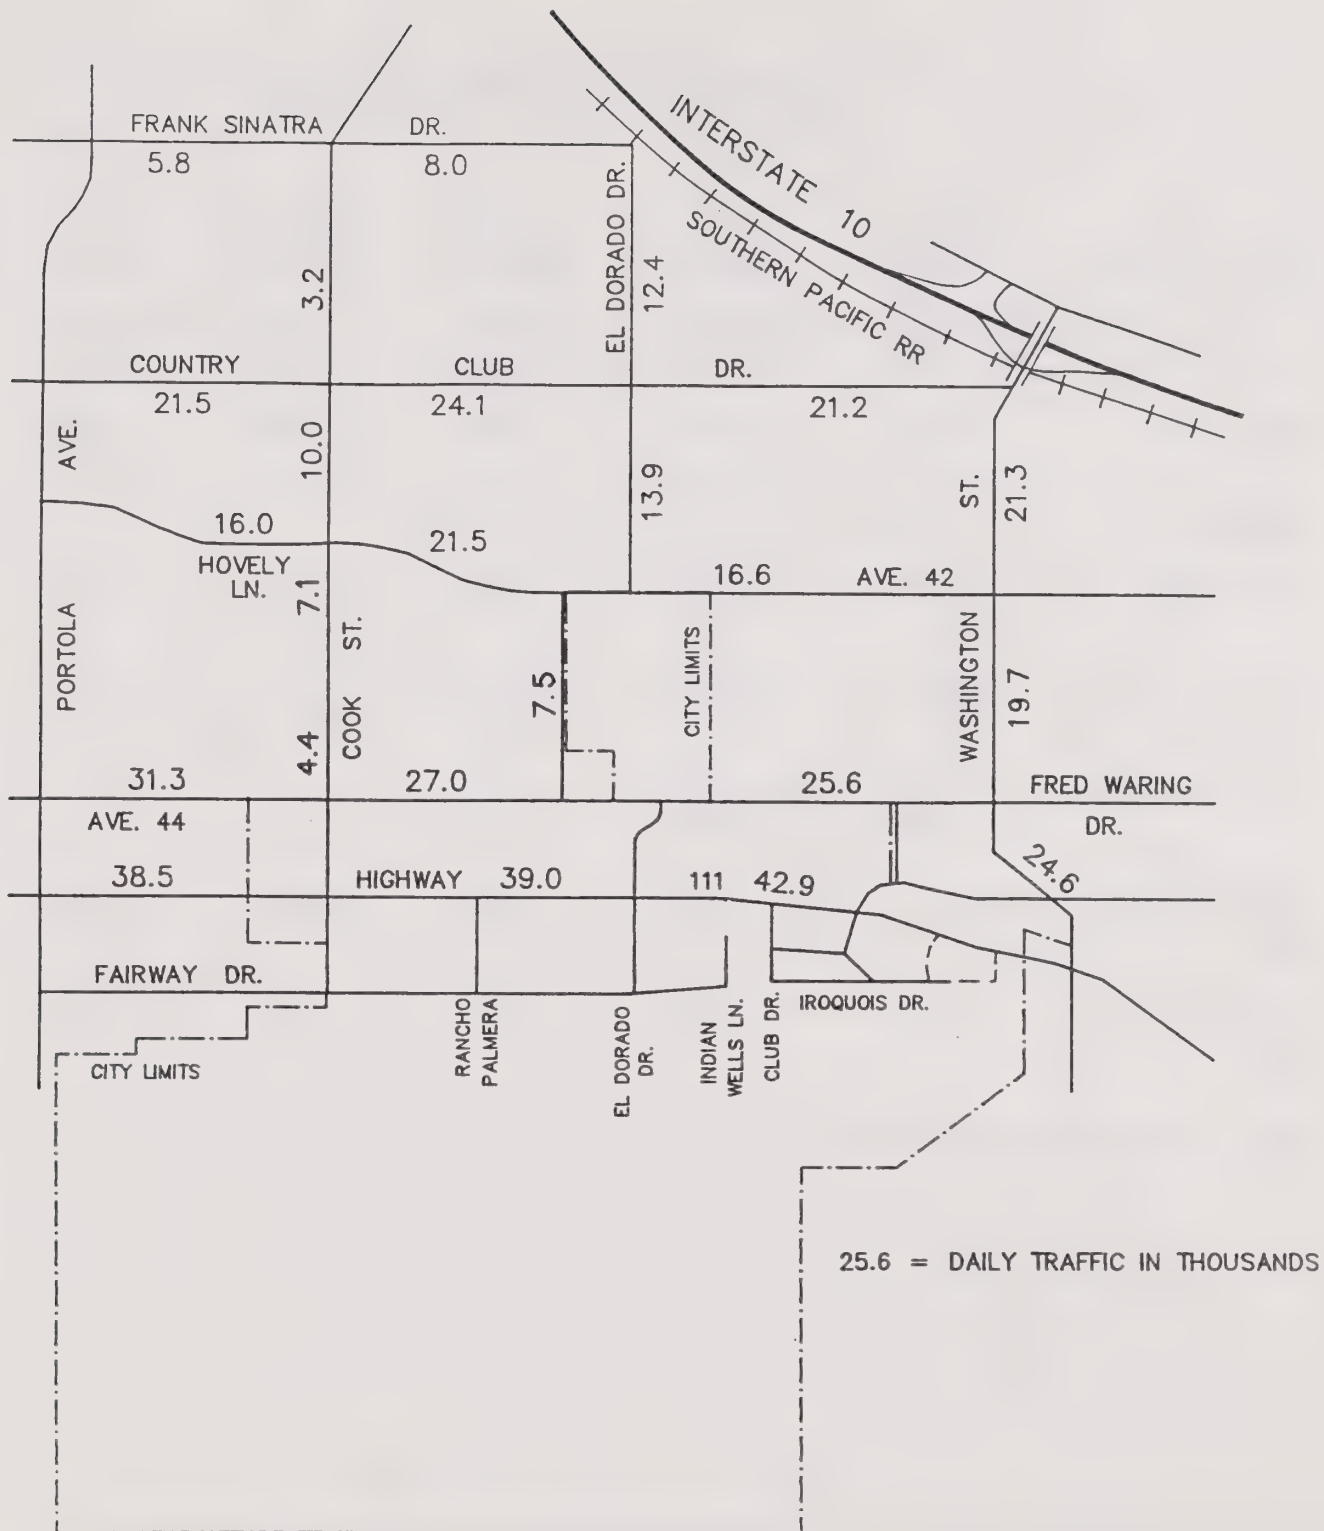 FRANK SINATRA DR.
5.8
8.0
INTERSTATE 10
SOUTHERN PACIFIC RR
EL DORADO DR.
12.4
3.2
COUNTRY CLUB DR.
21.5
24.1
21.2
AVE.
10.0
13.9
ST.
21.3
16.0
21.5
HOVELY
LN.
7.1
16.6
AVE. 42
PORTOLA
COOK ST.
7.5
CITY LIMITS
WASHINGTON
19.7
4.4
31.3
27.0
25.6
FRED WARING
DR.
AVE. 44
38.5
HIGHWAY 39.0
111 42.9
24.6
FAIRWAY DR.
RANCHO
PALMERA
EL DORADO
DR.
INDIAN
WELLS LN.
CLUB DR.
IROQUOIS DR.
CITY LIMITS
25.6 = DAILY TRAFFIC IN THOUSANDS